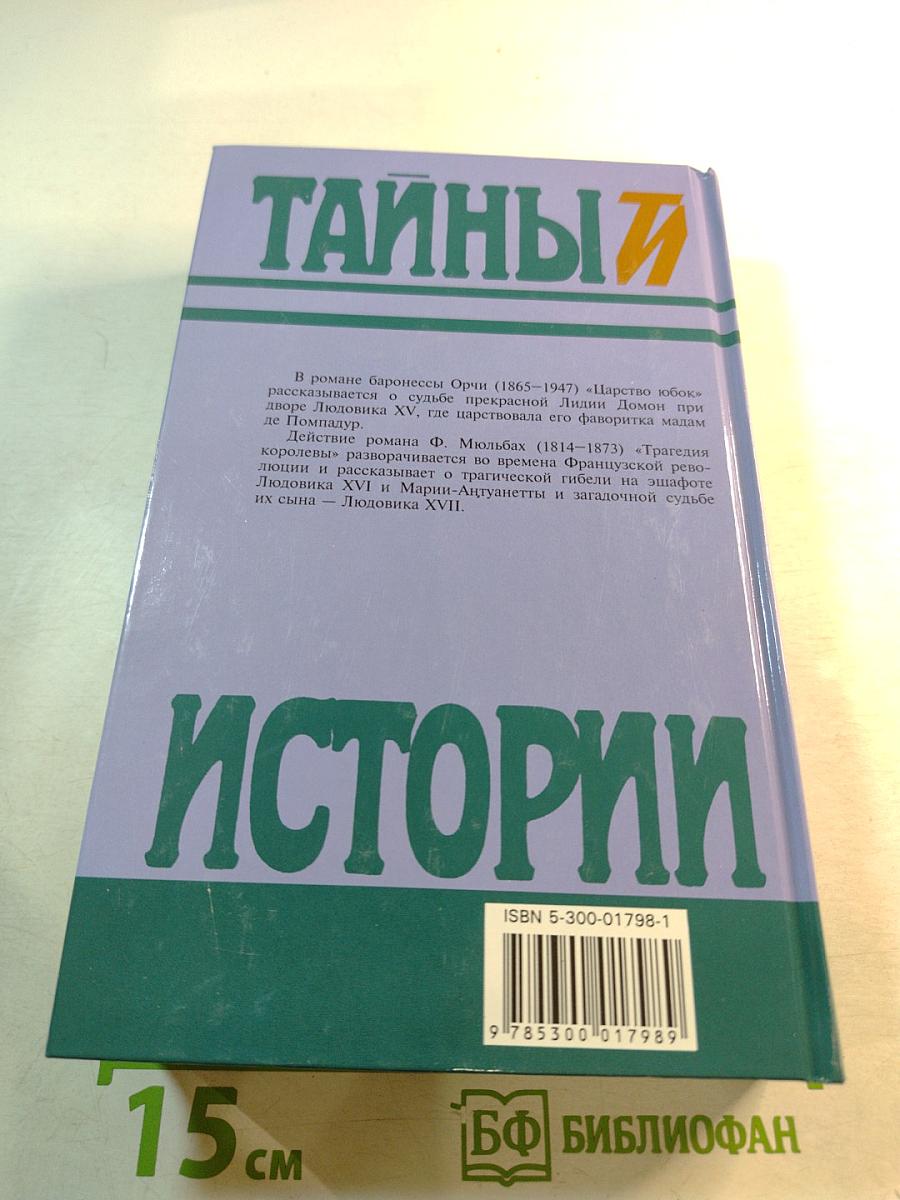 ТАЙНЫ ТИ
В романе баронессы Орчи (1865—1947) «Царство юбок»
рассказывается о судьбе прекрасной Лидии Домон при
дворе Людовика XV, где царствовала его фаворитка мадам
де Помпадур.
Действие романа Ф. Мюльбах (1814—1873) «Трагедия
королевы» разворачивается во времена Французской рево-
люции и рассказывает о трагической гибели на эшафоте
Людовика XVI и Марии-Антуанетты и загадочной судьбе
их сына — Людовика XVII.
ИСТОРИИ
ISBN 5-300-01798-1
9 785300 017989
15 см
БФ БИБЛИОФАН